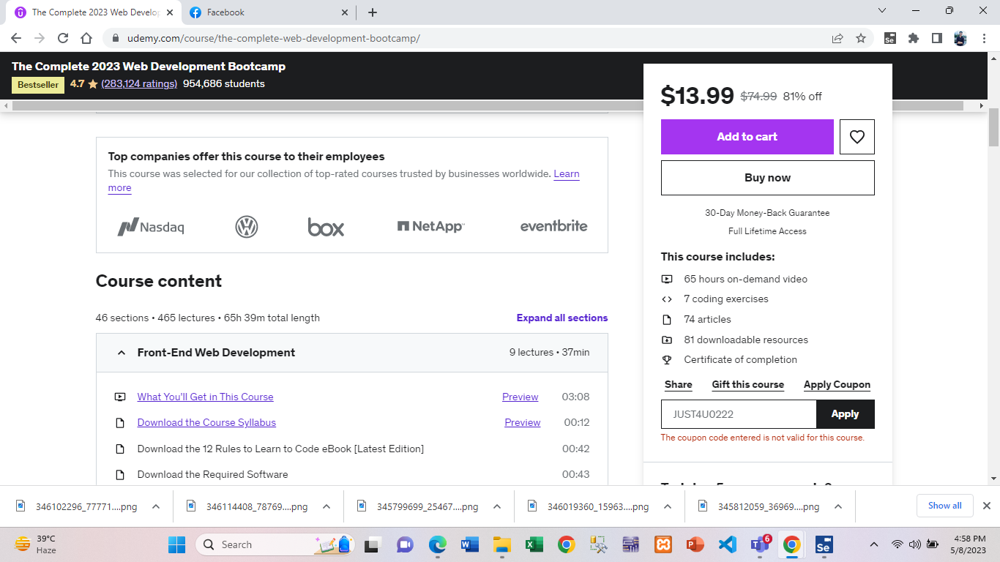 The Complete 2023 Web Develop
Facebook
udemy.com/course/the-complete-web-development-bootcamp/
Se
The Complete 2023 Web Development Bootcamp
Bestseller 4.7 (283,124 ratings) 954,686 students
$13.99 $74.99 81% off
Add to cart
Buy now
30-Day Money-Back Guarantee
Full Lifetime Access
This course includes:
65 hours on-demand video
7 coding exercises
74 articles
81 downloadable resources
Certificate of completion
Share Gift this course Apply Coupon
JUST4U0222 Apply
The coupon code entered is not valid for this course.
Top companies offer this course to their employees
This course was selected for our collection of top-rated courses trusted by businesses worldwide. Learn
more
Nasdaq box NetApp eventbrite
Course content
46 sections • 465 lectures • 65h 39m total length Expand all sections
Front-End Web Development 9 lectures • 37min
What You'll Get in This Course Preview 03:08
Download the Course Syllabus Preview 00:12
Download the 12 Rules to Learn to Code eBook [Latest Edition] 00:42
Download the Required Software 00:43
346102296_77771....png
346114408_78769....png
345799699_25467....png
346019360_15963....png
345812059_36969....png
Show all
39°C
Haze
Search
6
Se
4:58 PM
5/8/2023